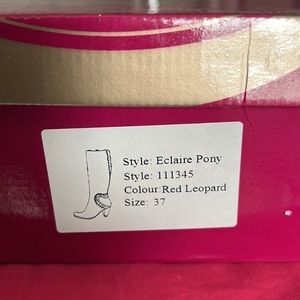 Style: Eclaire Pony
Style: 111345
Colour: Red Leopard
Size: 37